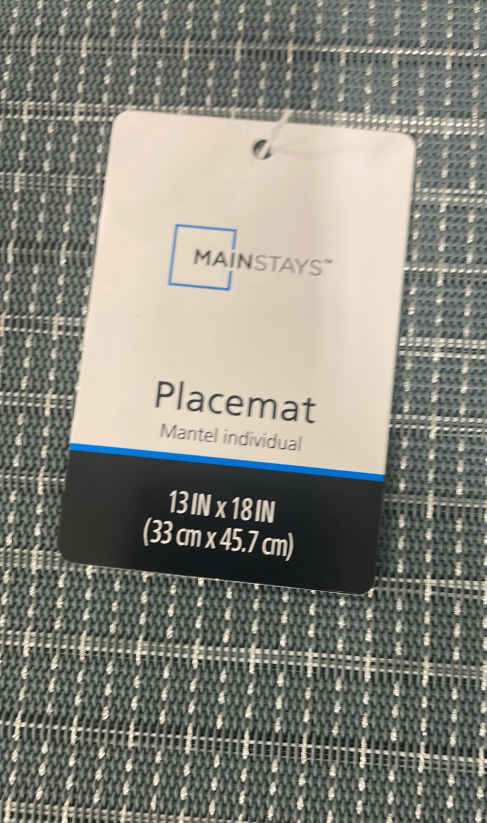 MAINSTAYS™
Placemat
Mantel individual
13 IN x 18 IN
(33 cm x 45.7 cm)